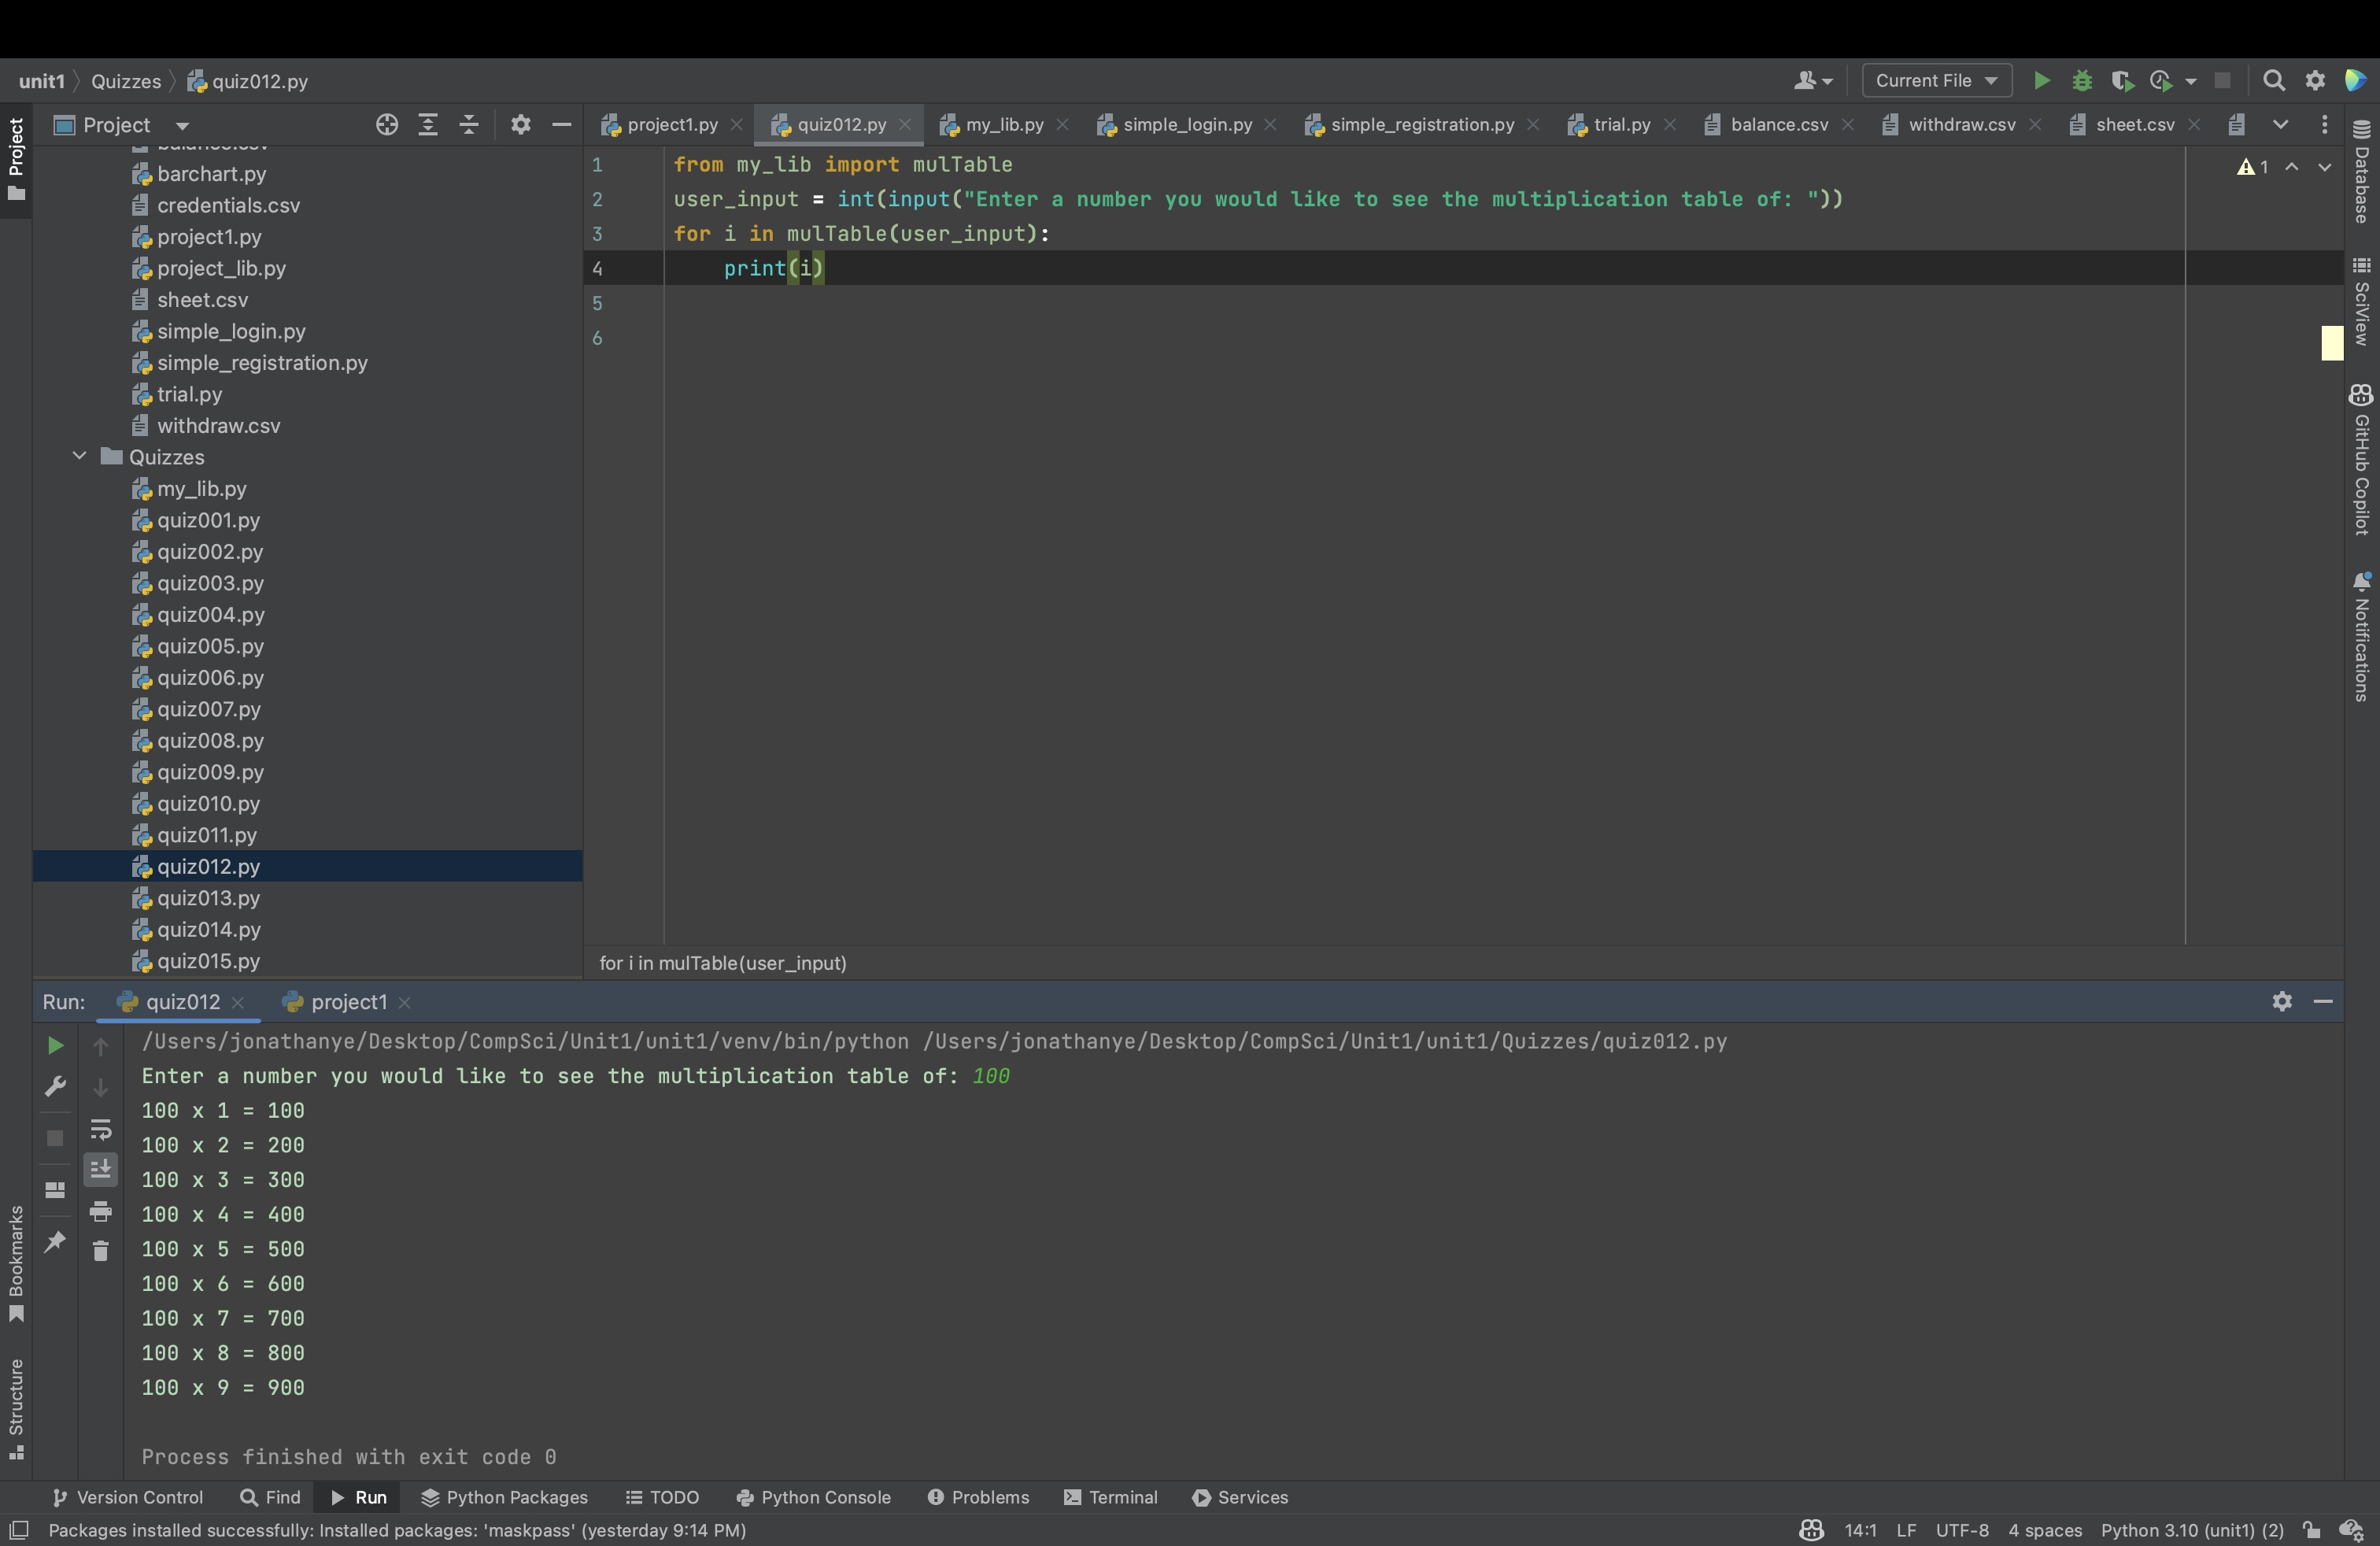 unit1 Quizzes quiz012.py
Current File
Project
project1.py quiz012.py my_lib.py simple_login.py simple_registration.py trial.py balance.csv withdraw.csv sheet.csv
Project
barchart.py
credentials.csv
project1.py
project_lib.py
sheet.csv
simple_login.py
simple_registration.py
trial.py
withdraw.csv
Quizzes
my_lib.py
quiz001.py
quiz002.py
quiz003.py
quiz004.py
quiz005.py
quiz006.py
quiz007.py
quiz008.py
quiz009.py
quiz010.py
quiz011.py
quiz012.py
quiz013.py
quiz014.py
quiz015.py
1 from my_lib import mulTable
2 user_input = int(input("Enter a number you would like to see the multiplication table of: "))
3 for i in mulTable(user_input):
4 print(i)
5
6
1
for i in mulTable(user_input)
Database
SciView
GitHub Copilot
Notifications
Run: quiz012 project1
/Users/jonathanye/Desktop/CompSci/Unit1/unit1/venv/bin/python /Users/jonathanye/Desktop/CompSci/Unit1/unit1/Quizzes/quiz012.py
Enter a number you would like to see the multiplication table of: 100
100 x 1 = 100
100 x 2 = 200
100 x 3 = 300
100 x 4 = 400
100 x 5 = 500
100 x 6 = 600
100 x 7 = 700
100 x 8 = 800
100 x 9 = 900
Process finished with exit code 0
Bookmarks
Structure
Version Control Find Run Python Packages TODO Python Console Problems Terminal Services
Packages installed successfully: Installed packages: 'maskpass' (yesterday 9:14 PM)
14:1 LF UTF-8 4 spaces Python 3.10 (unit1) (2)